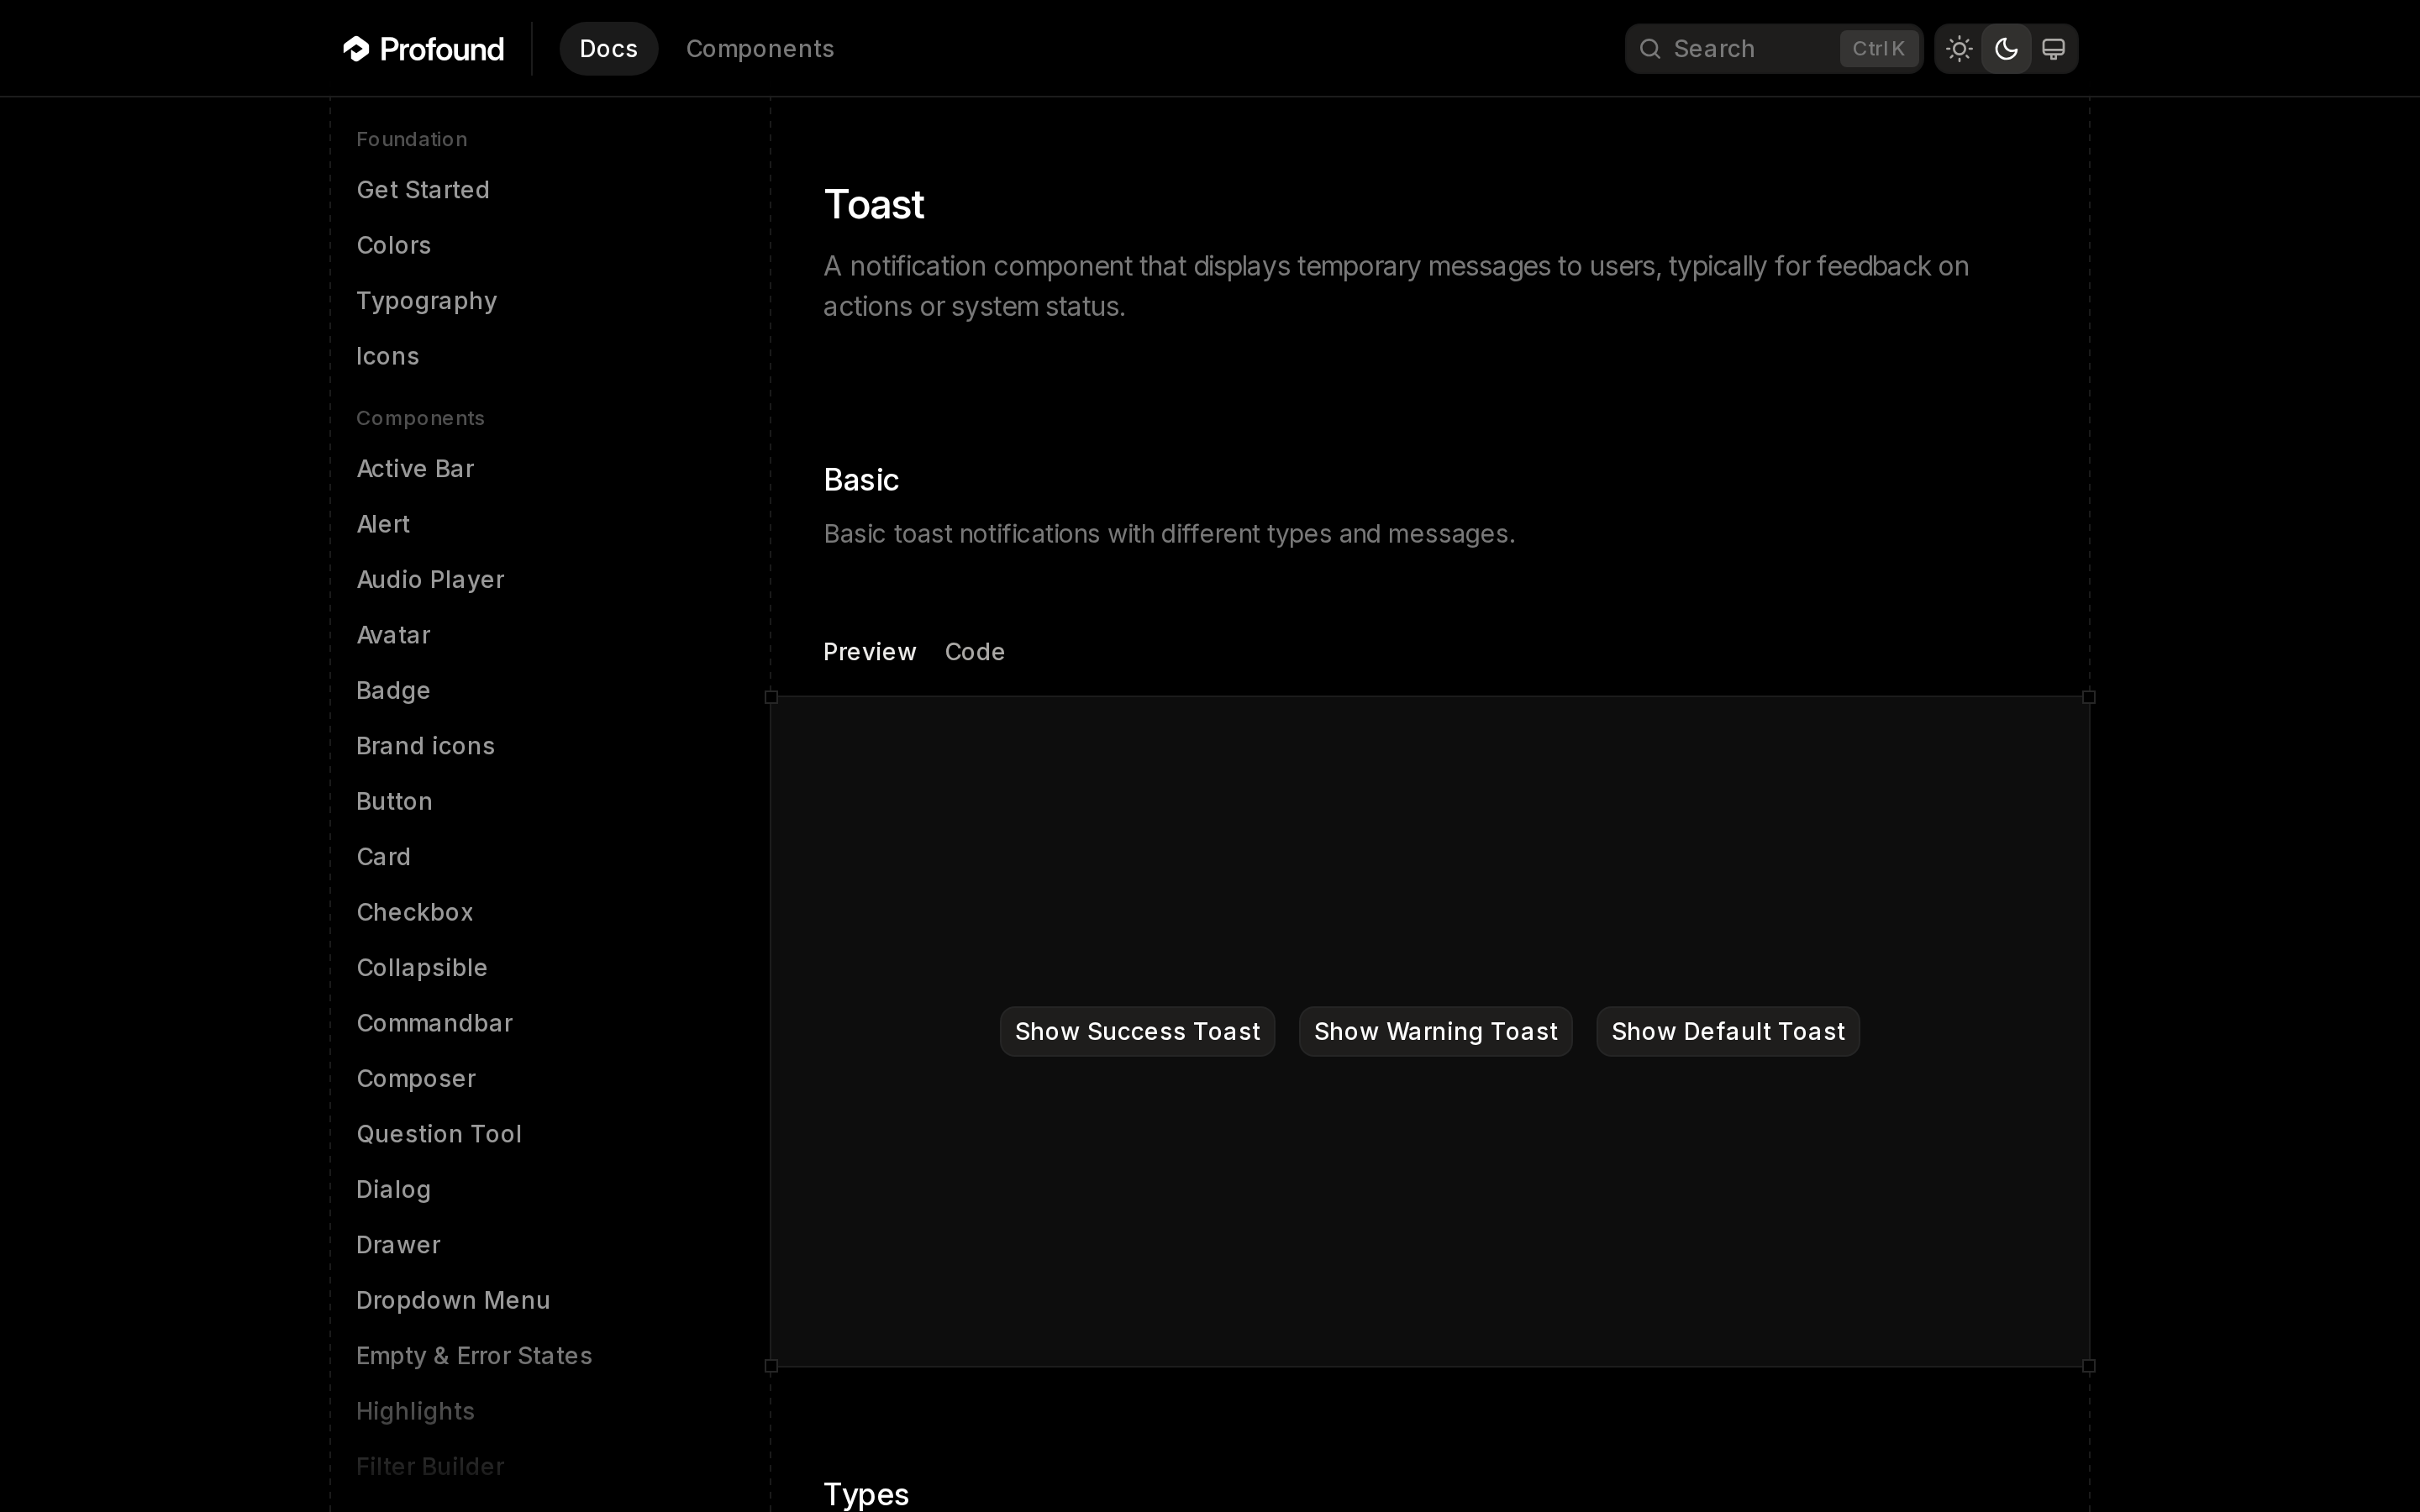 Profound
Docs
Components
Search
Ctrl K
Foundation
Get Started
Colors
Typography
Icons
Components
Active Bar
Alert
Audio Player
Avatar
Badge
Brand icons
Button
Card
Checkbox
Collapsible
Commandbar
Composer
Question Tool
Dialog
Drawer
Dropdown Menu
Empty & Error States
Highlights
Filter Builder
Toast
A notification component that displays temporary messages to users, typically for feedback on
actions or system status.
Basic
Basic toast notifications with different types and messages.
Preview
Code
Show Success Toast
Show Warning Toast
Show Default Toast
Types